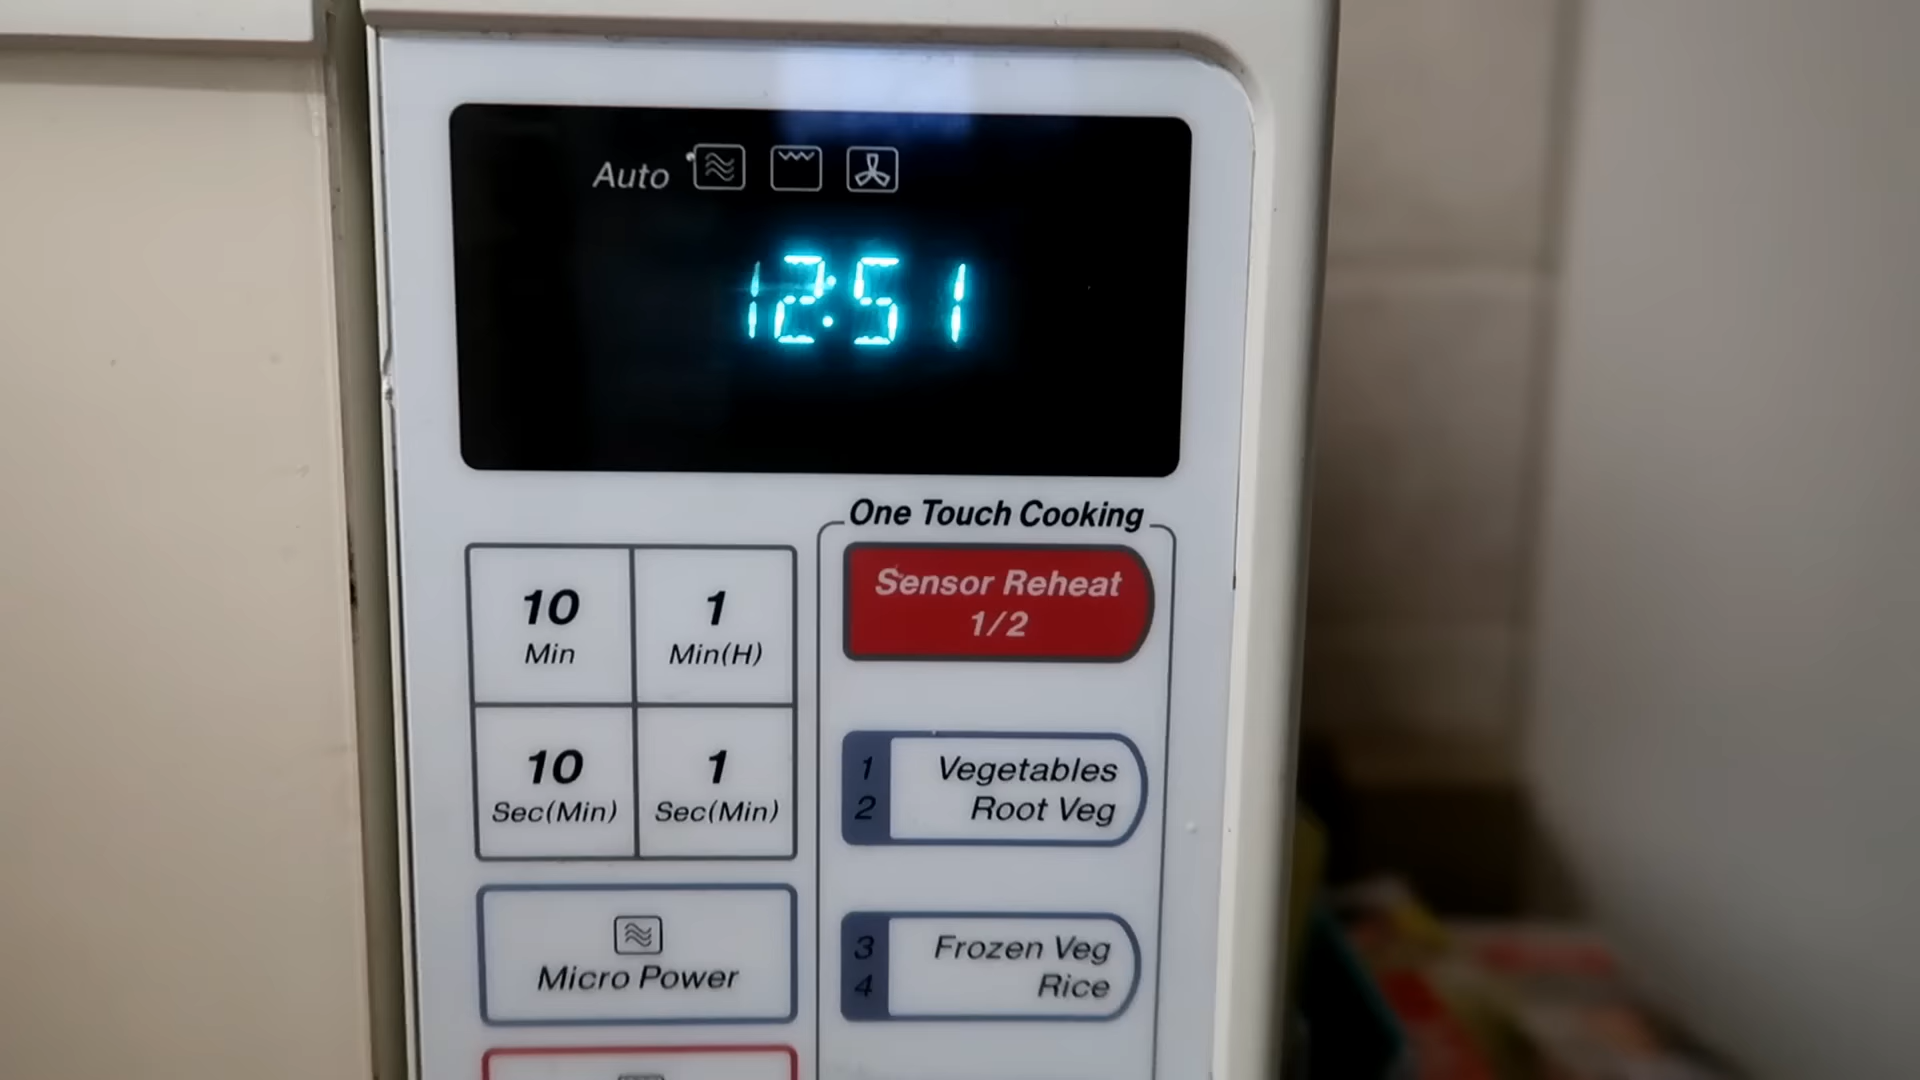 Auto
12:51
One Touch Cooking
10
Min
1
Min(H)
10
Sec(Min)
1
Sec(Min)
Micro Power
Sensor Reheat
1/2
1 Vegetables
2 Root Veg
3 Frozen Veg
4 Rice